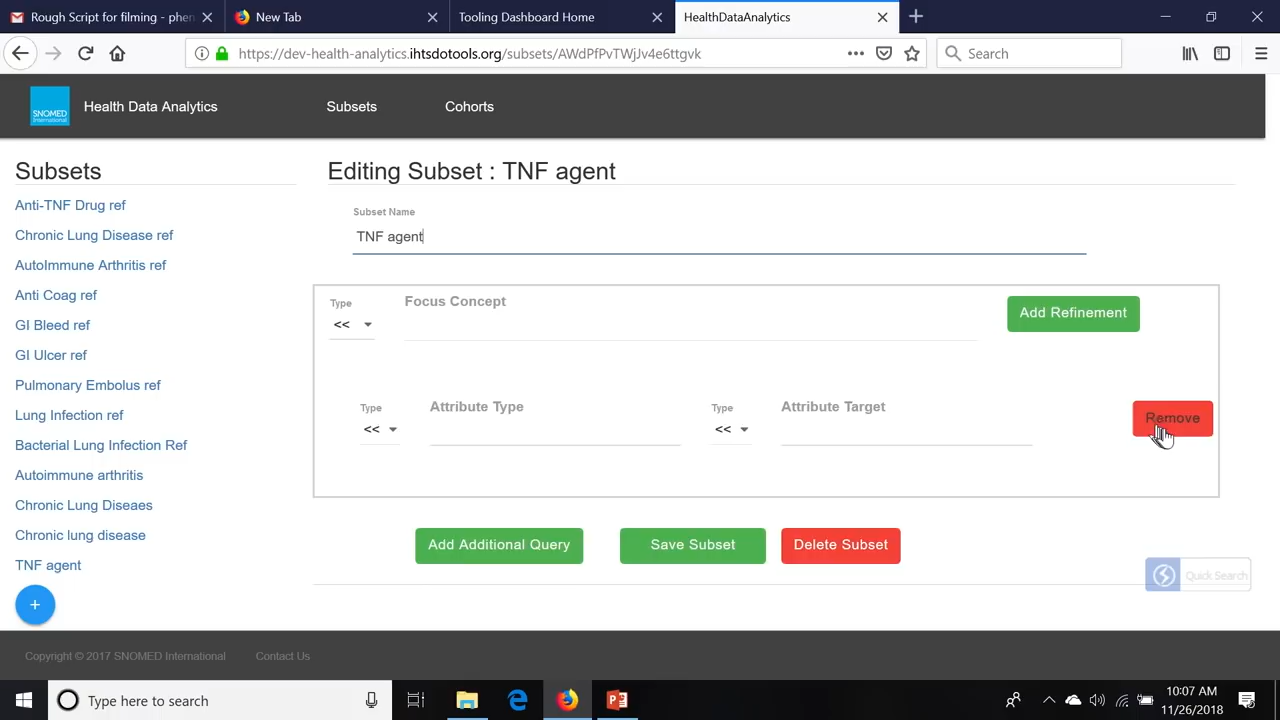 Rough Script for filming - phen
New Tab
Tooling Dashboard Home
HealthDataAnalytics
https://dev-health-analytics.ihtsdotools.org/subsets/AWdPfPvTWjJv4e6ttgvk
Search
SNOMED
International
Health Data Analytics
Subsets
Cohorts
Subsets
Anti-TNF Drug ref
Chronic Lung Disease ref
AutoImmune Arthritis ref
Anti Coag ref
GI Bleed ref
GI Ulcer ref
Pulmonary Embolus ref
Lung Infection ref
Bacterial Lung Infection Ref
Autoimmune arthritis
Chronic Lung Diseaes
Chronic lung disease
TNF agent
+
Editing Subset : TNF agent
Subset Name
TNF agent
Type
<<
Focus Concept
Add Refinement
Type
<<
Attribute Type
Type
<<
Attribute Target
Remove
Add Additional Query
Save Subset
Delete Subset
Quick Search
Copyright © 2017 SNOMED International
Contact Us
Type here to search
10:07 AM
11/26/2018